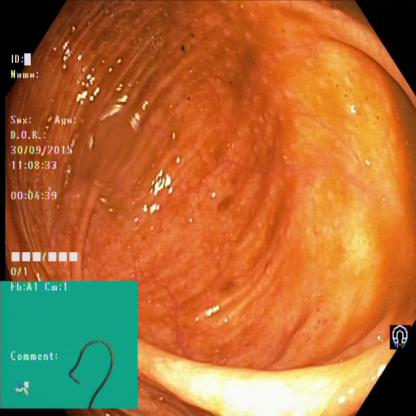 ID:
Name:
Sex: Age:
D.O.B.:
30/09/2015
11:08:33
00:04:39
/
0/1
Ph:A1 Cm:1
Comment: